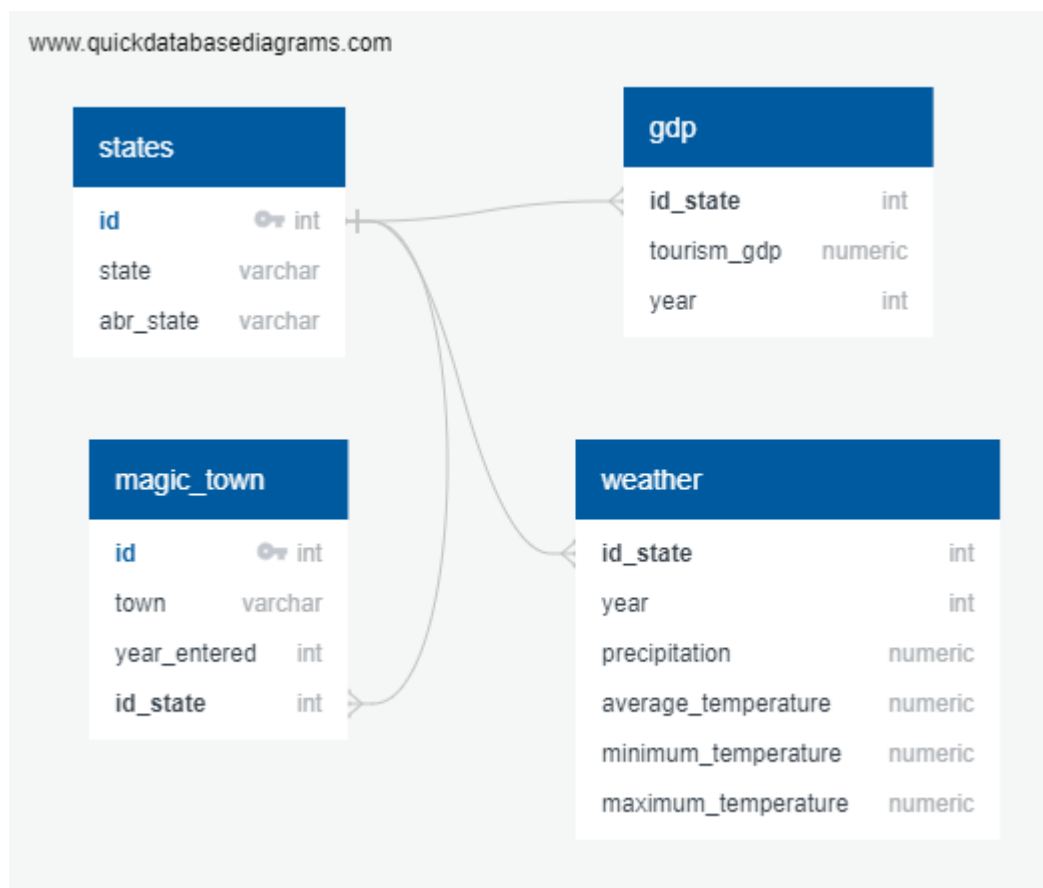 www.quickdatabasediagrams.com
states
id int
state varchar
abr_state varchar
gdp
id_state int
tourism_gdp numeric
year int
magic_town
id int
town varchar
year_entered int
id_state int
weather
id_state int
year int
precipitation numeric
average_temperature numeric
minimum_temperature numeric
maximum_temperature numeric